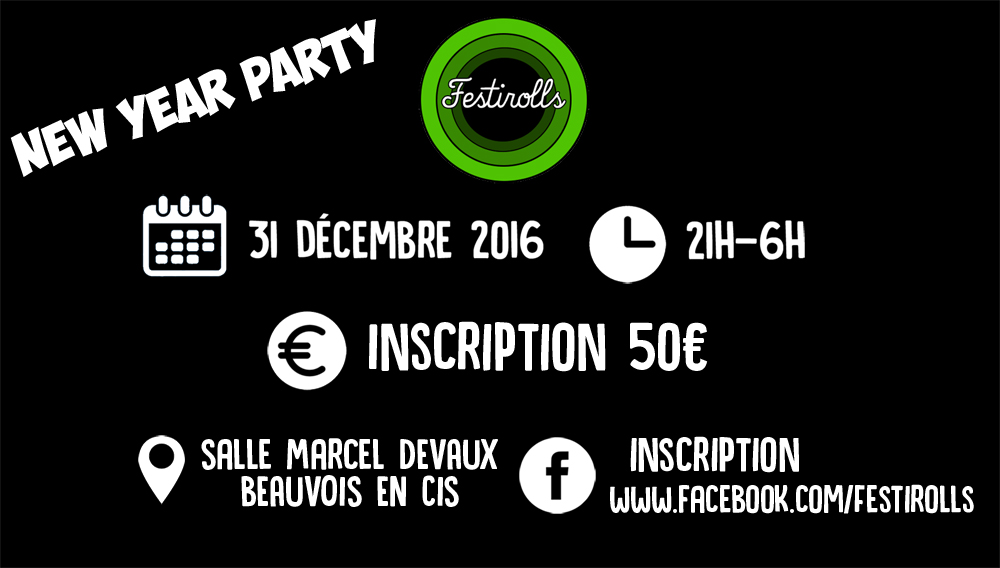 NEW YEAR PARTY
Festirolls
31 DÉCEMBRE 2016
21H-6H
€
INSCRIPTION 50€
SALLE MARCEL DEVAUX
BEAUVOIS EN CIS
f
INSCRIPTION
WWW.FACEBOOK.COM/FESTIROLLS